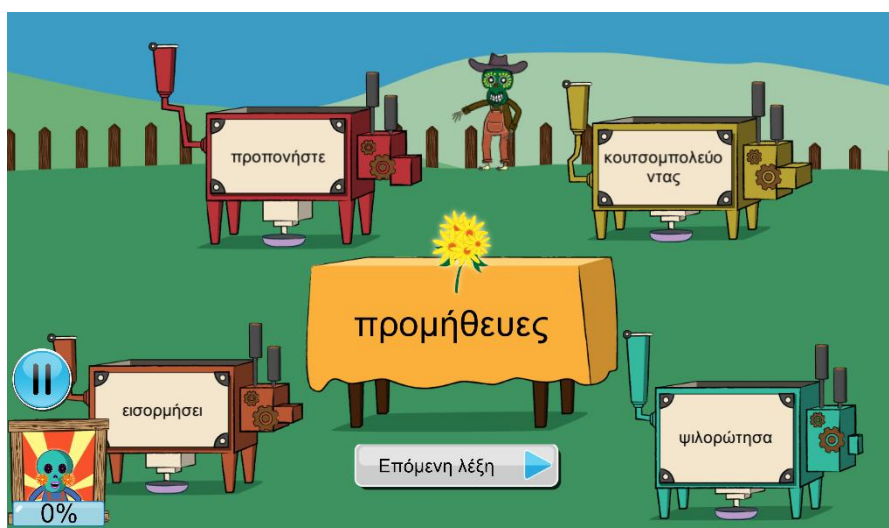 προπονήστε
κουτσομπολεύο
ντας
προμήθευες
εισορμήσει
ψιλορώτησα
Επόμενη λέξη
0%